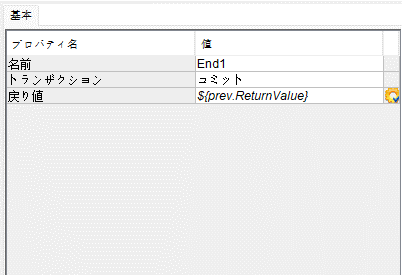 基本
プロパティ名 値
名前 End1
トランザクション コミット
戻り値 ${prev.ReturnValue}